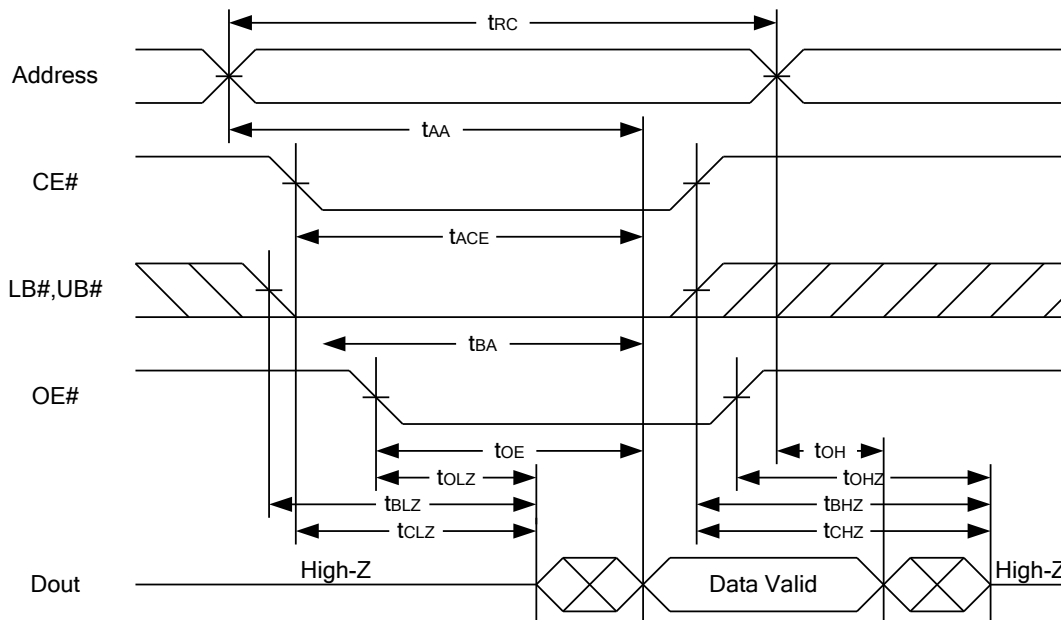 tRC
Address
tAA
CE#
tACE
LB#,UB#
tBA
OE#
tOE
tOH
tOLZ
tOHZ
tBLZ
tBHZ
tCLZ
tCHZ
High-Z
Dout
Data Valid
High-Z